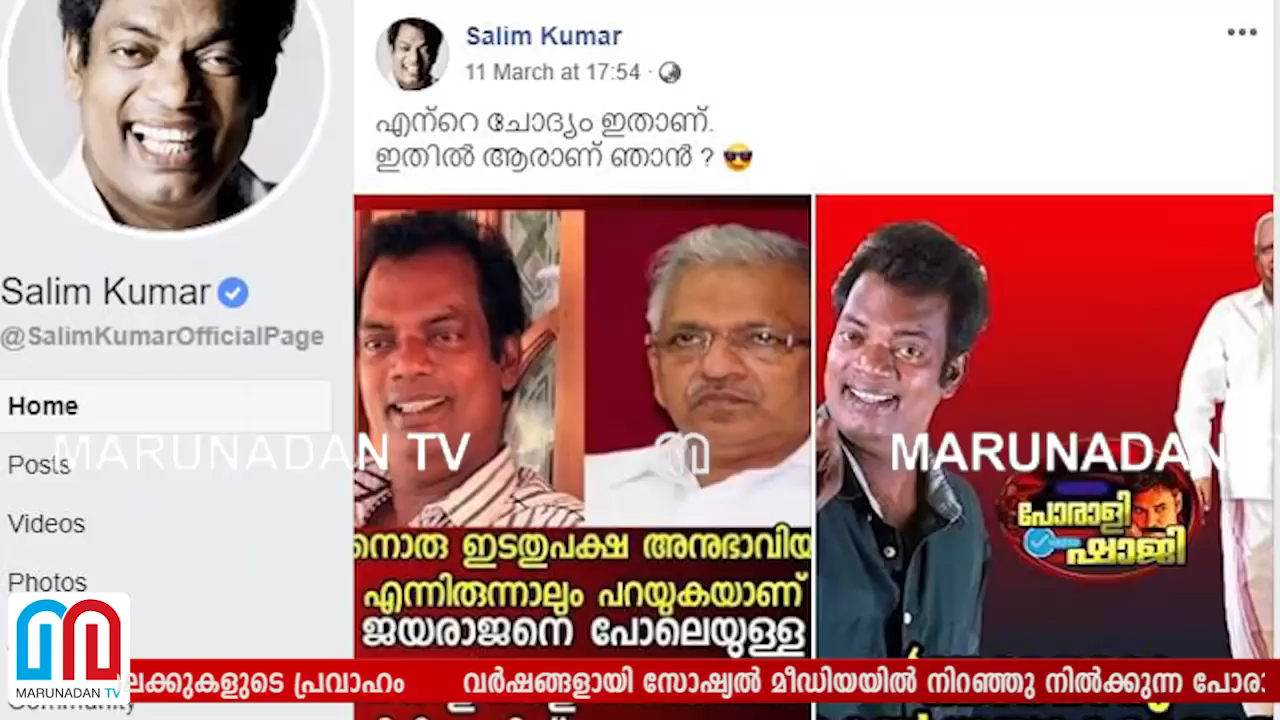 Salim Kumar
@SalimKumarOfficialPage
Home
Posts
Videos
Photos
Community
Salim Kumar
11 March at 17:54 ·
എന്റെ ചോദ്യം ഇതാണ്.
ഇതിൽ ആരാണ് ഞാൻ ? 😎
നൊരു ഇടതുപക്ഷ അനുഭാവിയ
എന്നിരുന്നാലും പറയുകയാണ്
ജയരാജനെ പോലെയുള്ള
പോരാളി
ഷാജി
MARUNADAN TV
MARUNADAN
MARUNADAN TV
ലക്കുകളുടെ പ്രവാഹം വർഷങ്ങളായി സോഷ്യൽ മീഡിയയിൽ നിറഞ്ഞു നിൽക്കുന്ന പോരാ